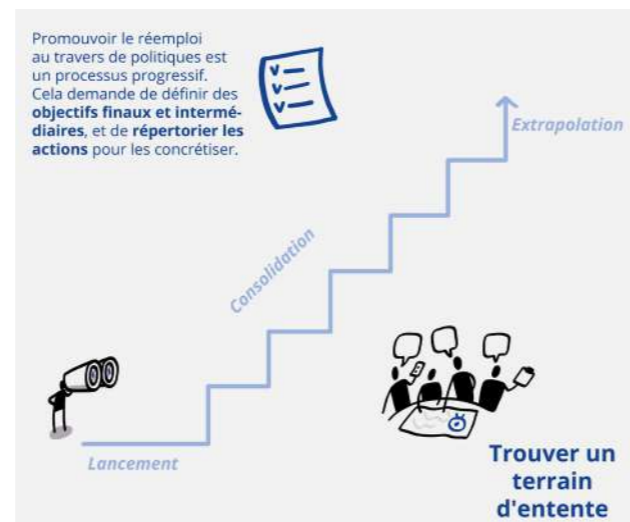 Promouvoir le réemploi
au travers de politiques est
un processus progressif.
Cela demande de définir des
objectifs finaux et intermé-
diaires, et de répertorier les
actions pour les concrétiser.
Extrapolation
Consolidation
Lancement
Trouver un
terrain
d'entente